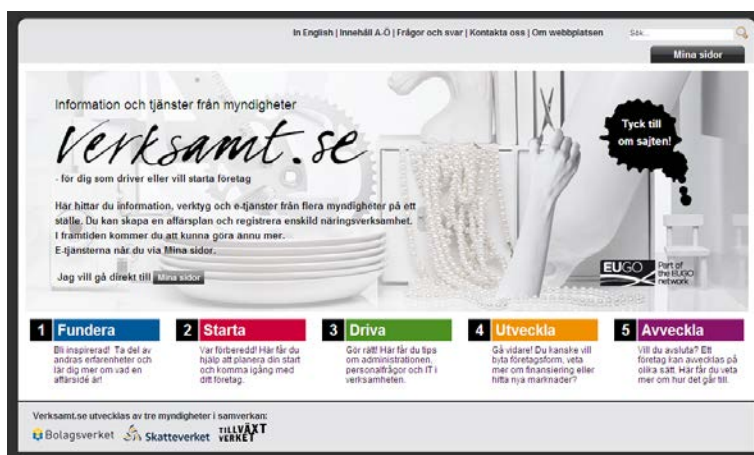 In English | Innehåll A-Ö | Frågor och svar | Kontakta oss | Om webbplatsen
Sök...
Mina sidor
Information och tjänster från myndigheter
Verksamt.se
- för dig som driver eller vill starta företag
Här hittar du information, verktyg och e-tjänster från flera myndigheter på ett
ställe. Du kan skapa en affärsplan och registrera enskild näringsverksamhet.
I framtiden kommer du att kunna göra ännu mer.
E-tjänsterna når du via Mina sidor.
Jag vill gå direkt till Mina sidor
Tyck till
om sajten!
EUGO
Part of
the EUGO
network
1 Fundera
Bli inspirerad! Ta del av
andras erfarenheter och
lär dig mer om vad en
affärsidé är!
2 Starta
Var förberedd! Här får du
hjälp att planera din start
och komma igång med
ditt företag.
3 Driva
Gör rätt! Här får du tips
om administrationen,
personalfrågor och IT i
verksamheten.
4 Utveckla
Gå vidare! Du kanske vill
byta företagsform, veta
mer om finansiering eller
hitta nya marknader?
5 Avveckla
Vill du avsluta? Ett
företag kan avvecklas på
olika sätt. Här får du veta
mer om hur det går till.
Verksamt.se utvecklas av tre myndigheter i samverkan:
Bolagsverket
Skatteverket
TILLVÄXT
VERKET